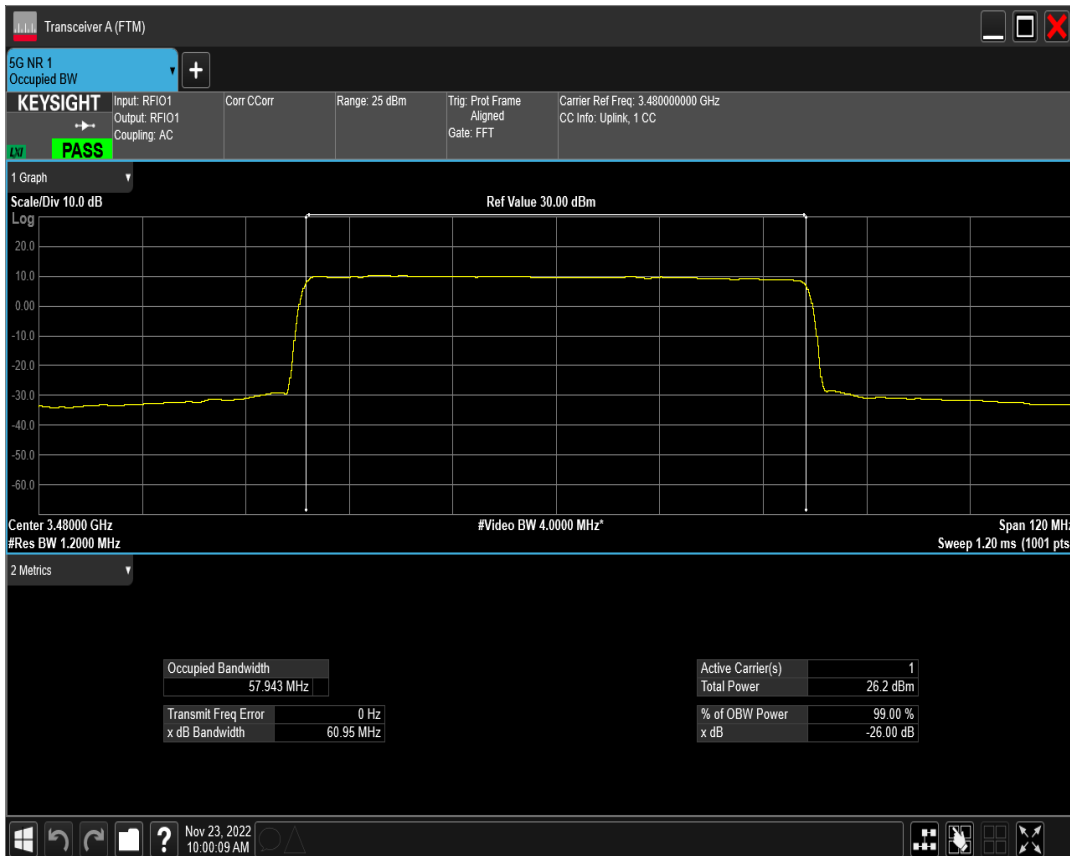 Transceiver A (FTM)
5G NR 1
Occupied BW
+
KEYSIGHT
LXI
PASS
Input: RFIO1
Output: RFIO1
Coupling: AC
Corr CCorr
Range: 25 dBm
Trig: Prot Frame
Aligned
Gate: FFT
Carrier Ref Freq: 3.480000000 GHz
CC Info: Uplink, 1 CC
1 Graph
Scale/Div 10.0 dB
Ref Value 30.00 dBm
Log
20.0
10.0
0.00
-10.0
-20.0
-30.0
-40.0
-50.0
-60.0
Center 3.48000 GHz
#Video BW 4.0000 MHz*
Span 120 MHz
#Res BW 1.2000 MHz
Sweep 1.20 ms (1001 pts
2 Metrics
Occupied Bandwidth
57.943 MHz
Transmit Freq Error 0 Hz
x dB Bandwidth 60.95 MHz
Active Carrier(s) 1
Total Power 26.2 dBm
% of OBW Power 99.00 %
x dB -26.00 dB
?
Nov 23, 2022
10:00:09 AM